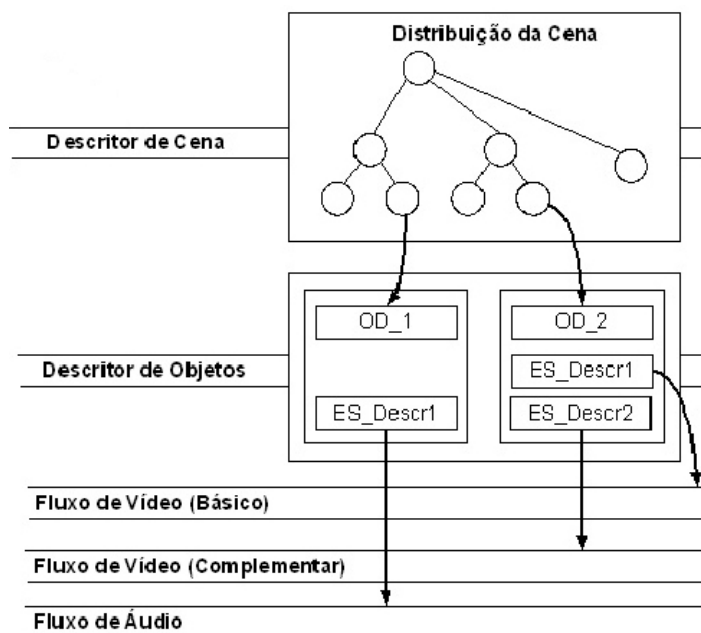 Distribuição da Cena
Descritor de Cena
OD_1
OD_2
Descritor de Objetos
ES_Descr1
ES_Descr1
ES_Descr2
Fluxo de Vídeo (Básico)
Fluxo de Vídeo (Complementar)
Fluxo de Áudio